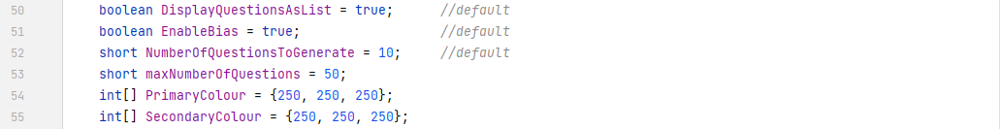 50 boolean DisplayQuestionsAsList = true; //default
51 boolean EnableBias = true; //default
52 short NumberOfQuestionsToGenerate = 10; //default
53 short maxNumberOfQuestions = 50;
54 int[] PrimaryColour = {250, 250, 250};
55 int[] SecondaryColour = {250, 250, 250};